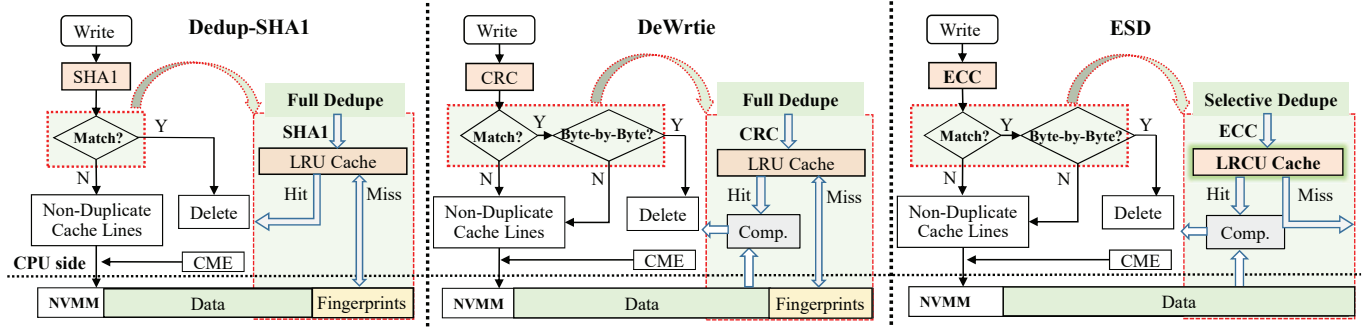 Dedup-SHA1
Write
SHA1
Match?
Y
N
Non-Duplicate
Cache Lines
Delete
Full Dedupe
SHA1
LRU Cache
Hit
Miss
CPU side
CME
NVMM
Data
Fingerprints
DeWrtie
Write
CRC
Match?
Y
Byte-by-Byte?
Y
N
N
Non-Duplicate
Cache Lines
Delete
Full Dedupe
CRC
LRU Cache
Hit
Miss
Comp.
CME
NVMM
Data
Fingerprints
ESD
Write
ECC
Match?
Y
Byte-by-Byte?
Y
N
N
Non-Duplicate
Cache Lines
Delete
Selective Dedupe
ECC
LRCU Cache
Hit
Miss
Comp.
CME
NVMM
Data